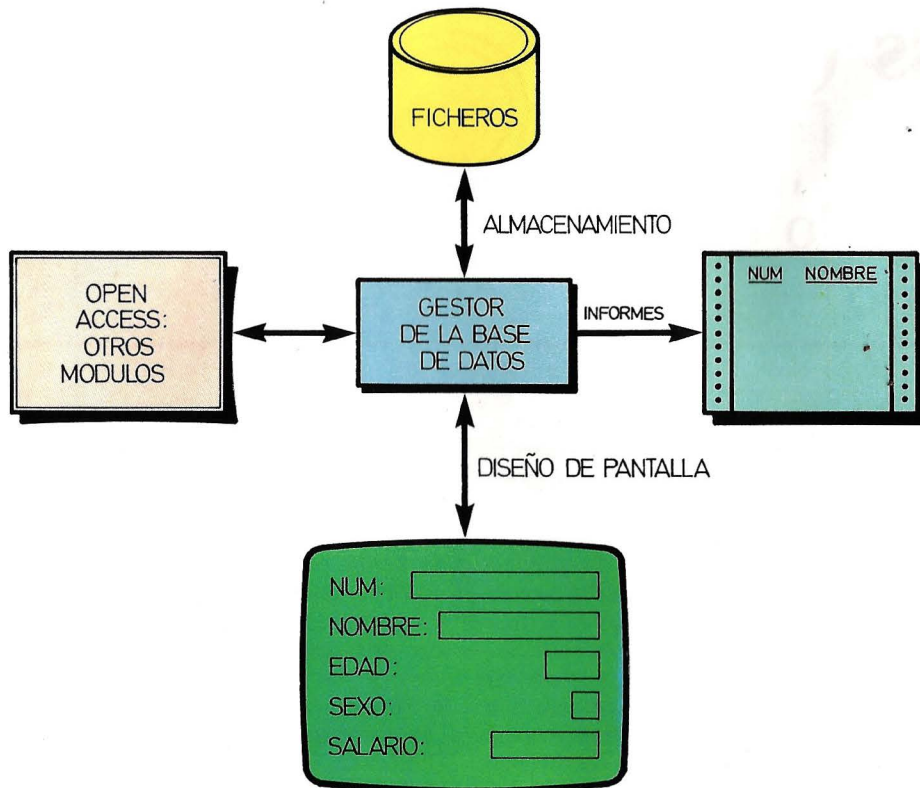 FICHEROS
ALMACENAMIENTO
OPEN
ACCESS:
OTROS
MODULOS
GESTOR
DE LA BASE
DE DATOS
INFORMES
NUM NOMBRE
DISEÑO DE PANTALLA
NUM:
NOMBRE:
EDAD:
SEXO:
SALARIO: